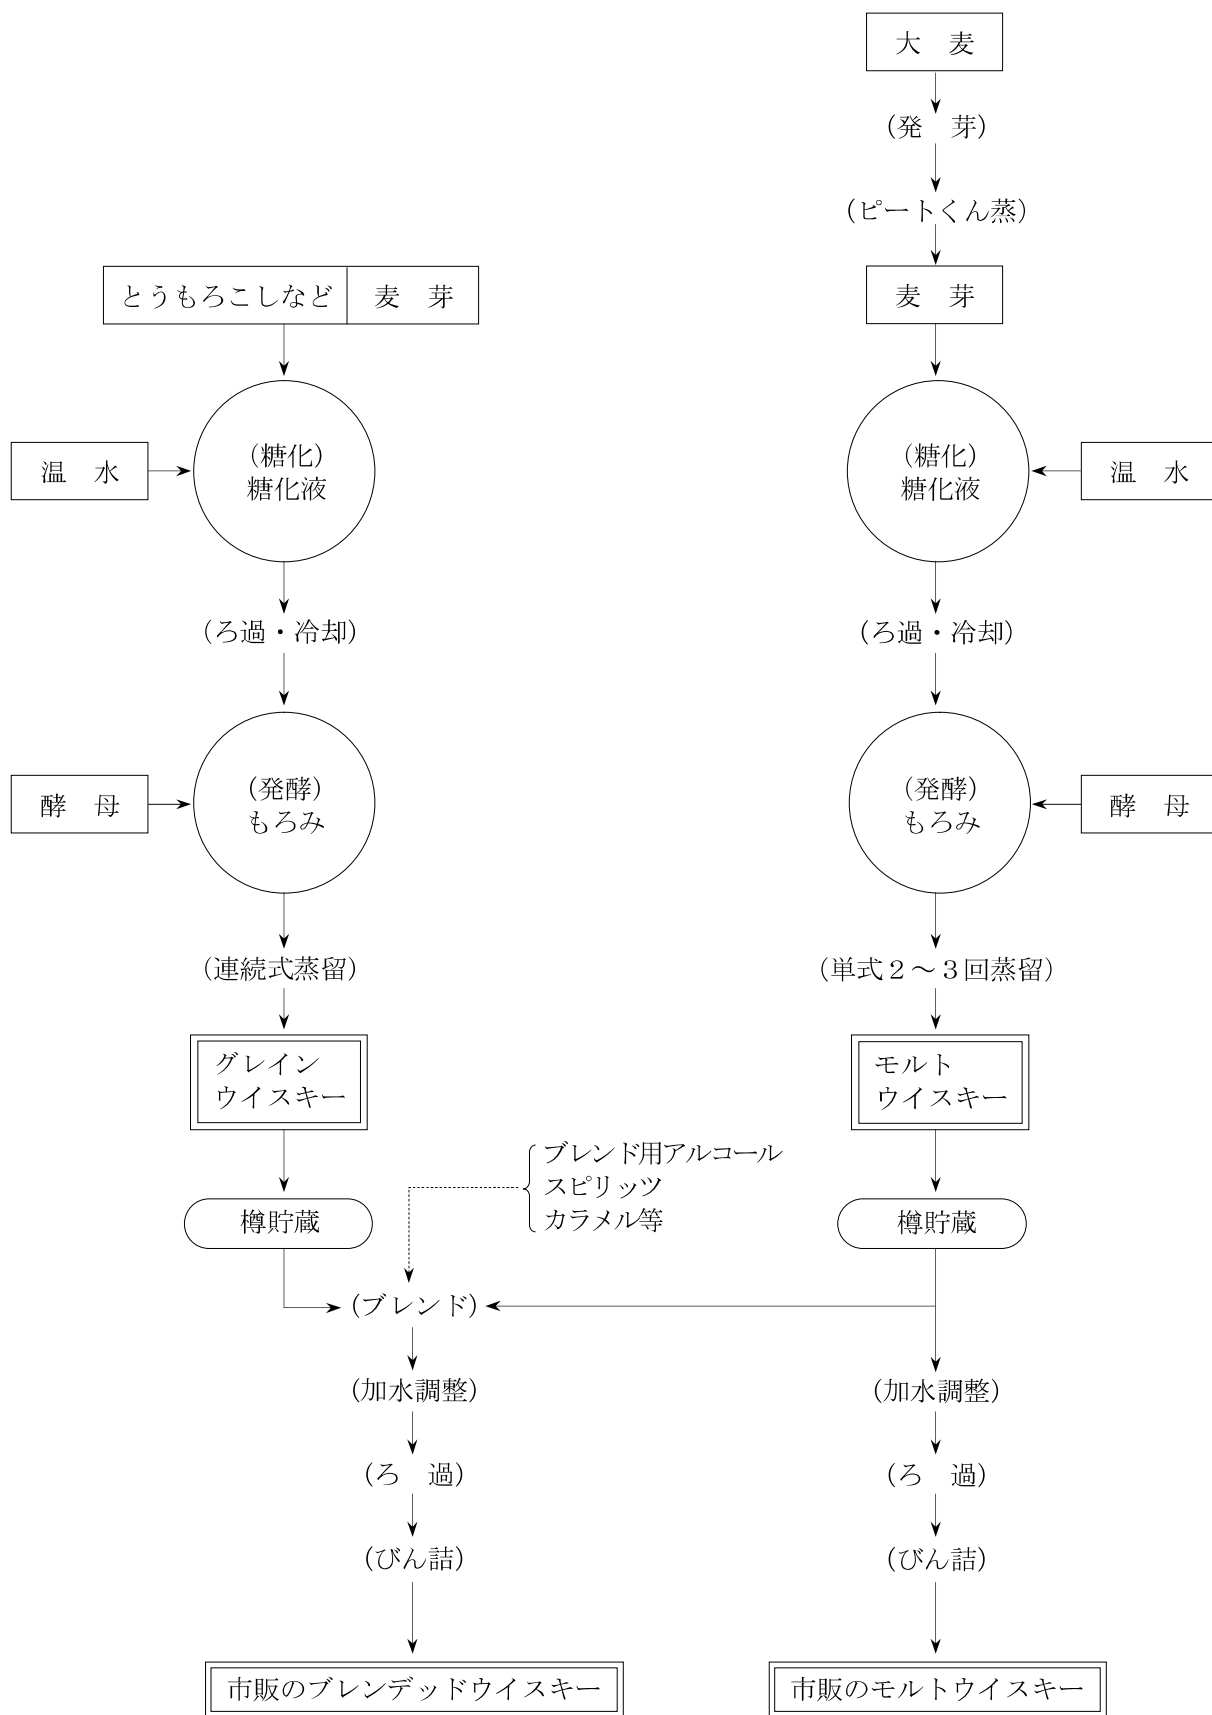 大　麦
(発　芽)
(ピートくん蒸)
とうもろこしなど　麦　芽
麦　芽
温　水
(糖化)
糖化液
(糖化)
糖化液
温　水
(ろ過・冷却)
(ろ過・冷却)
酵　母
(発酵)
もろみ
(発酵)
もろみ
酵　母
(連続式蒸留)
(単式２～３回蒸留)
グレイン
ウイスキー
モルト
ウイスキー
ブレンド用アルコール
スピリッツ
カラメル等
樽貯蔵
樽貯蔵
(ブレンド)
(加水調整)
(加水調整)
(ろ　過)
(ろ　過)
(びん詰)
(びん詰)
市販のブレンデッドウイスキー
市販のモルトウイスキー